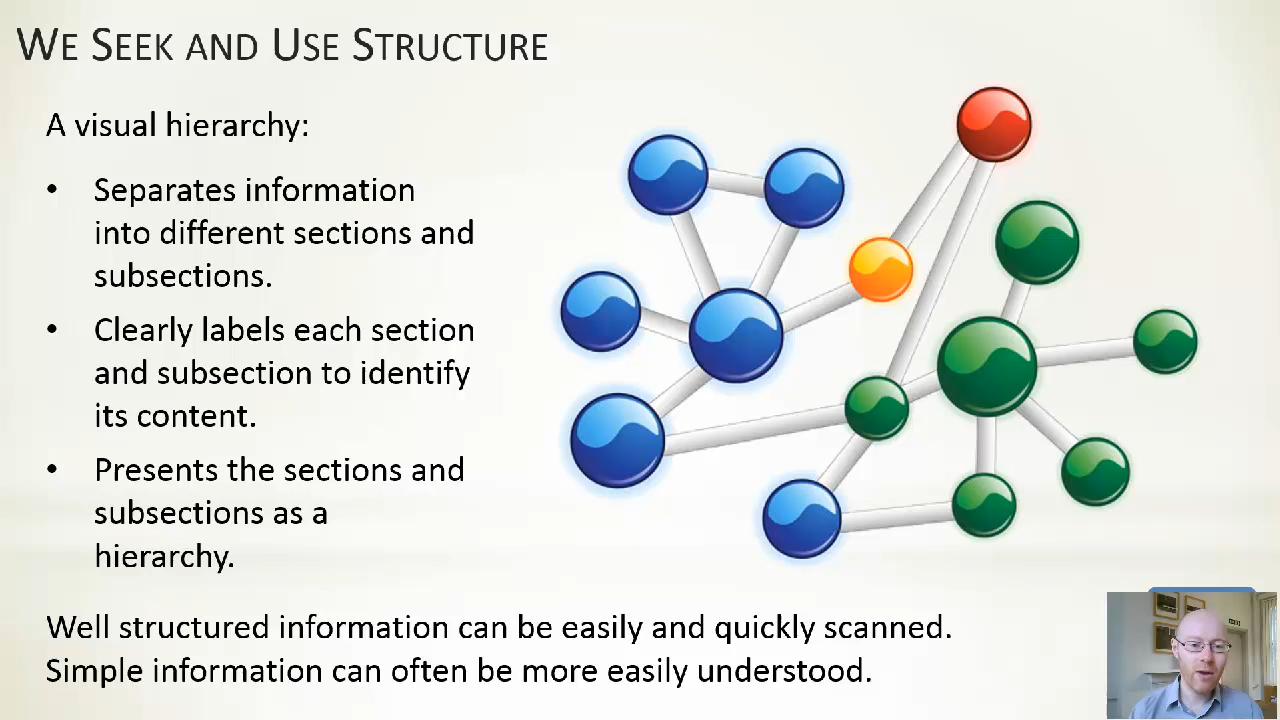 WE SEEK AND USE STRUCTURE
A visual hierarchy:
• Separates information
into different sections and
subsections.
• Clearly labels each section
and subsection to identify
its content.
• Presents the sections and
subsections as a
hierarchy.
Well structured information can be easily and quickly scanned.
Simple information can often be more easily understood.